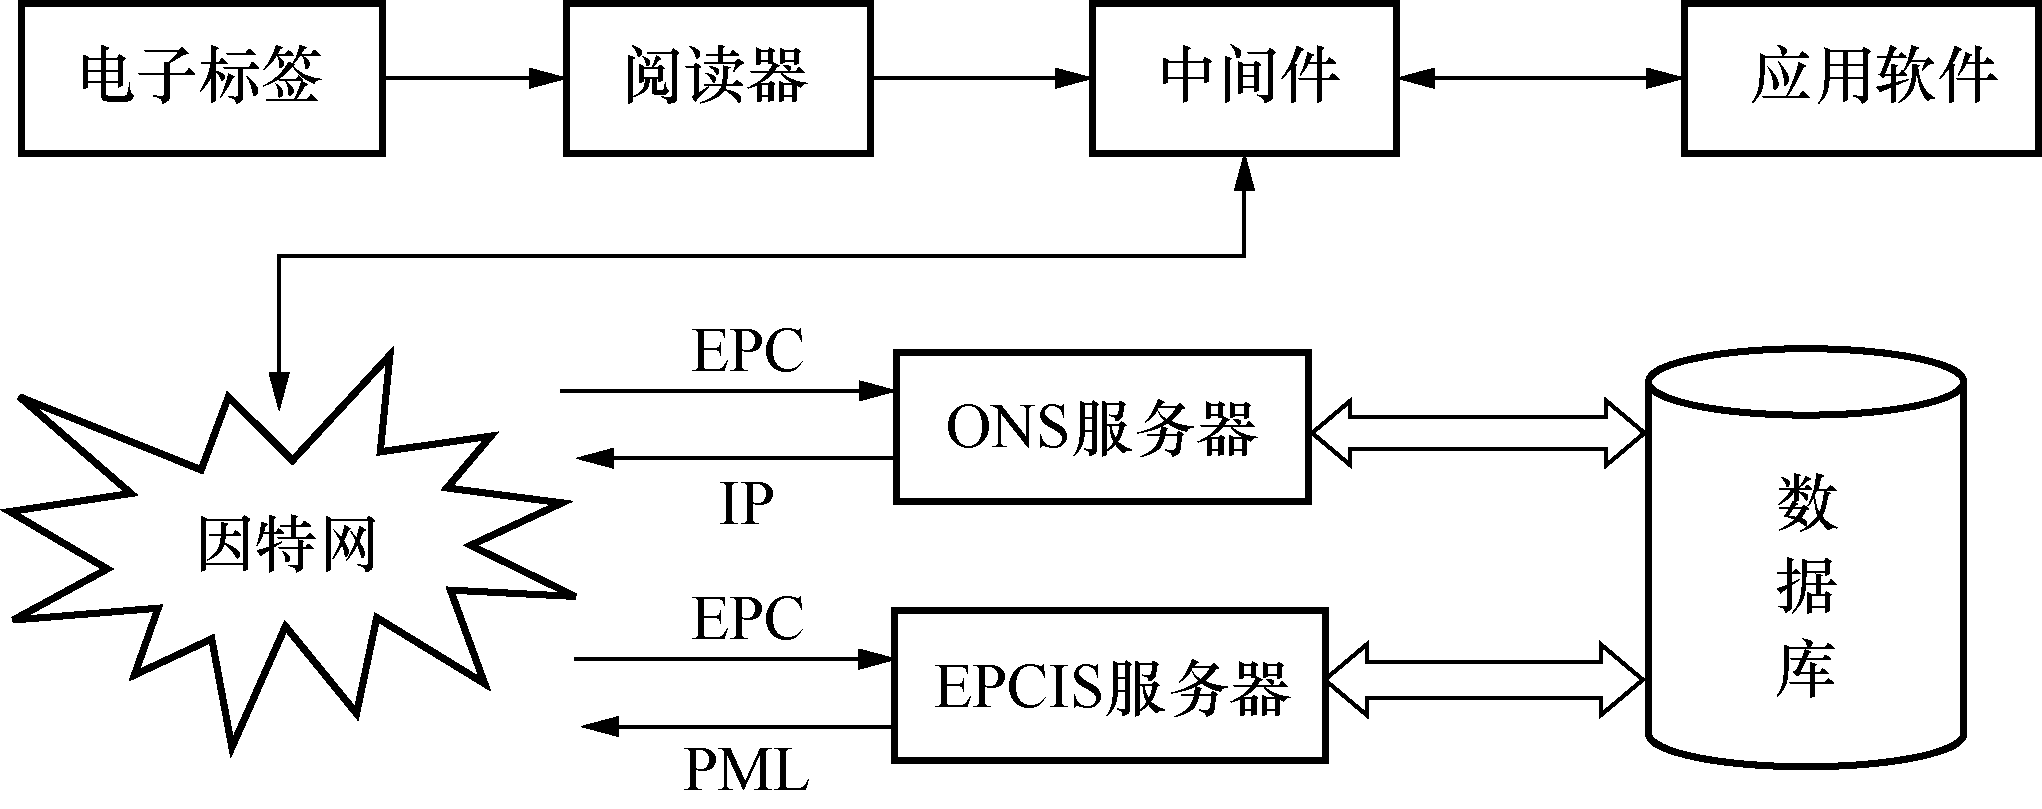 电子标签
阅读器
中间件
应用软件
EPC
ONS服务器
IP
因特网
EPC
EPCIS服务器
PML
数据库